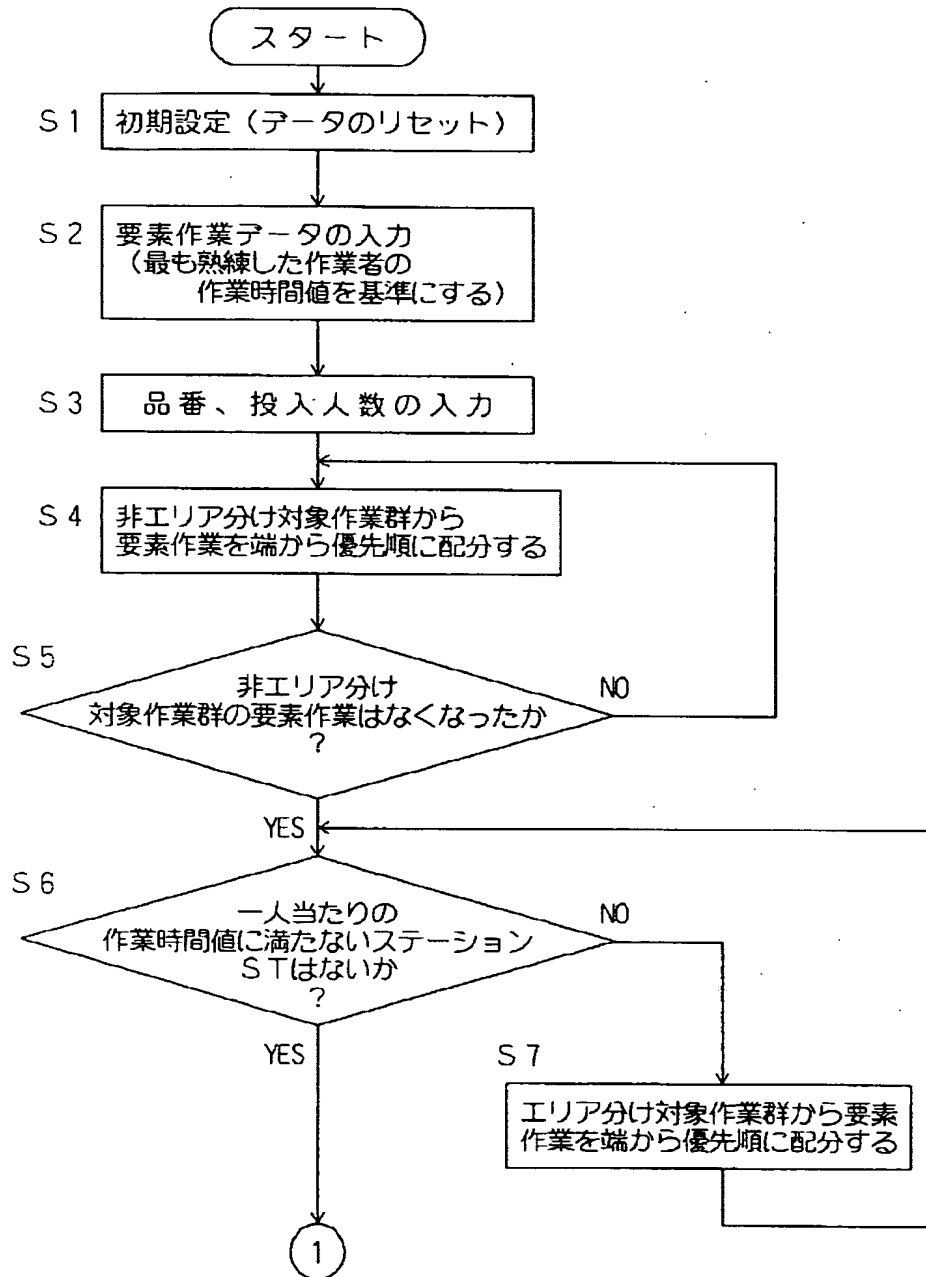 スタート
S1
初期設定（データのリセット）
S2
要素作業データの入力
（最も熟練した作業者の
作業時間値を基準にする）
S3
品番、投入人数の入力
S4
非エリア分け対象作業群から
要素作業を端から優先順に配分する
S5
非エリア分け
対象作業群の要素作業はなくなったか
?
NO
YES
S6
一人当たりの
作業時間値に満たないステーション
STはないか
?
NO
YES
S7
エリア分け対象作業群から要素
作業を端から優先順に配分する
1